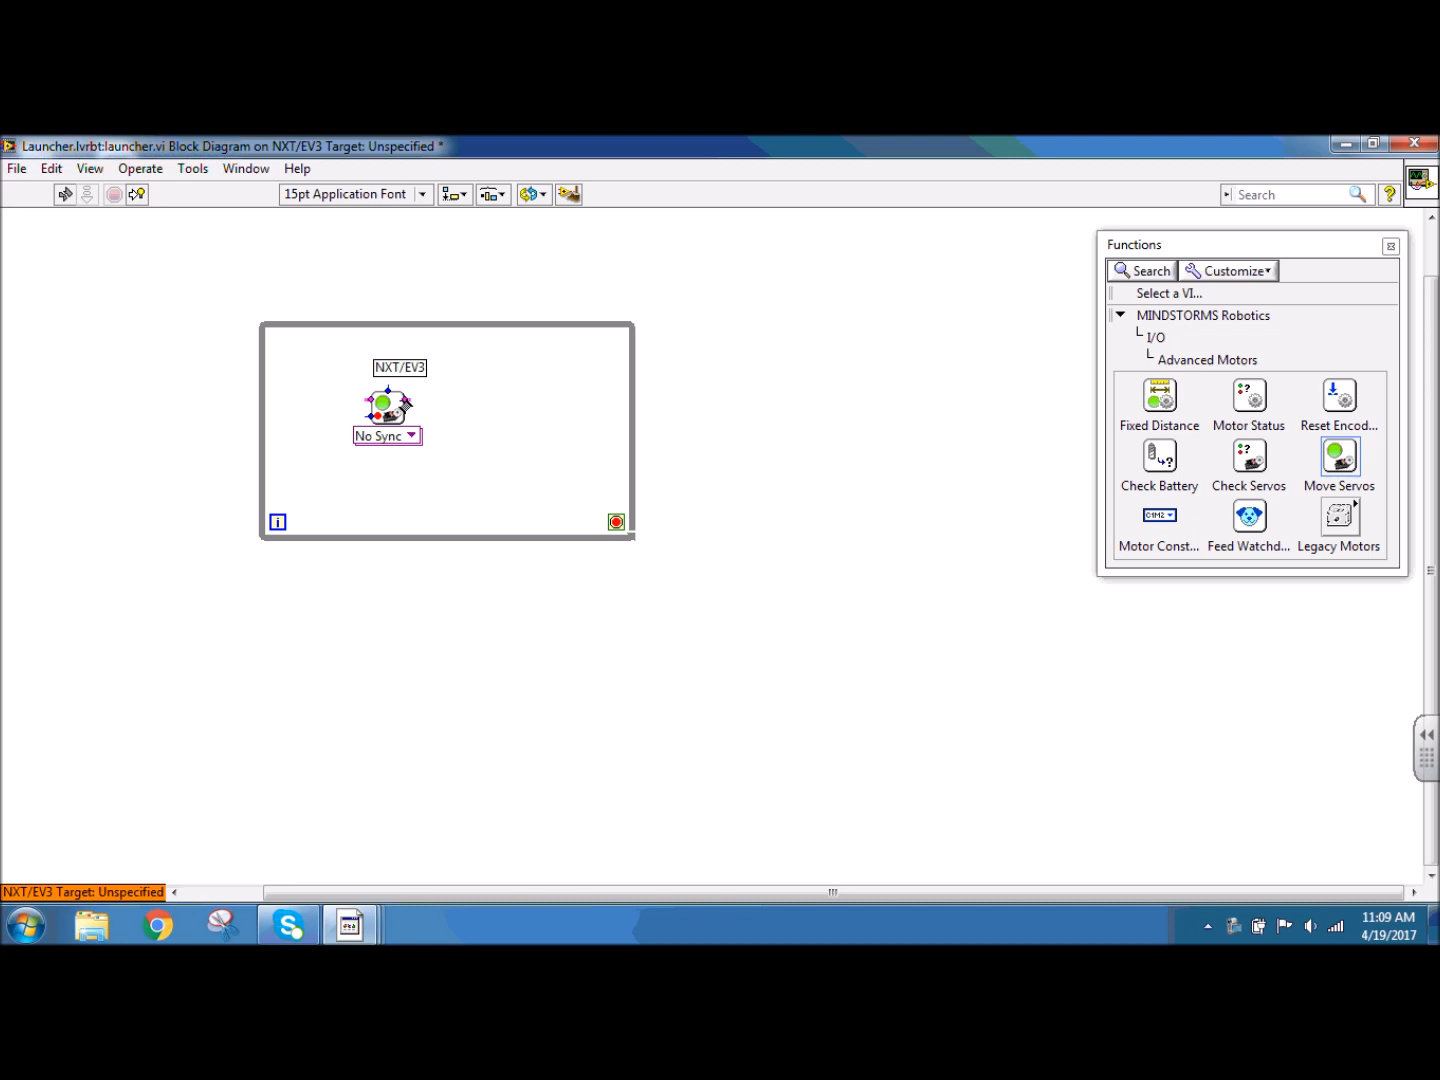 Launcher.lvrbt:launcher.vi Block Diagram on NXT/EV3 Target: Unspecified *
File Edit View Operate Tools Window Help
15pt Application Font
Search
?
Functions
Search Customize
Select a VI...
MINDSTORMS Robotics
I/O
Advanced Motors
Fixed Distance Motor Status Reset Encod...
Check Battery Check Servos Move Servos
C1M2
Motor Const... Feed Watchd... Legacy Motors
NXT/EV3
No Sync
i
NXT/EV3 Target: Unspecified
11:09 AM
4/19/2017